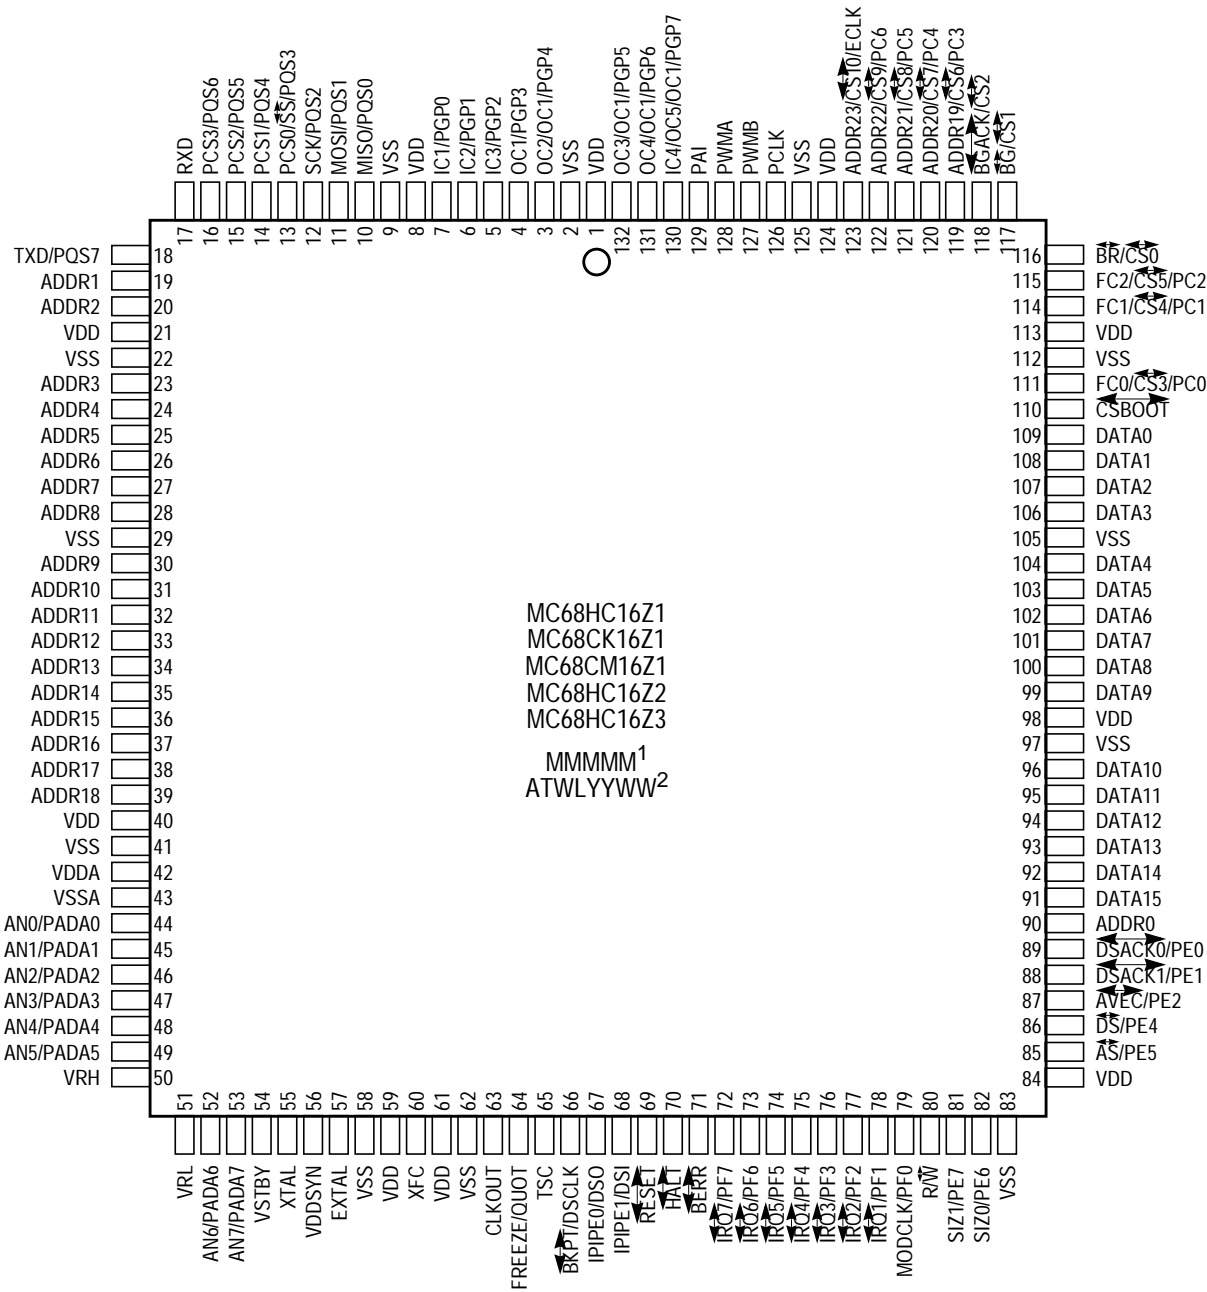 RXD
PCS3/PQS6
PCS2/PQS5
PCS1/PQS4
PCS0/SS/PQS3
SCK/PQS2
MOSI/PQS1
MISO/PQS0
VSS
VDD
IC1/PGP0
IC2/PGP1
IC3/PGP2
OC1/PGP3
OC2/OC1/PGP4
VSS
VDD
OC3/OC1/PGP5
OC4/OC1/PGP6
IC4/OC5/OC1/PGP7
PAI
PWMA
PWMB
PCLK
VSS
VDD
ADDR23/CS10/ECLK
ADDR22/CS9/PC6
ADDR21/CS8/PC5
ADDR20/CS7/PC4
ADDR19/CS6/PC3
BGACK/CS2
BG/CS1
17 16 15 14 13 12 11 10 9 8 7 6 5 4 3 2 1 132 131 130 129 128 127 126 125 124 123 122 121 120 119 118 117
TXD/PQS7 18
ADDR1 19
ADDR2 20
VDD 21
VSS 22
ADDR3 23
ADDR4 24
ADDR5 25
ADDR6 26
ADDR7 27
ADDR8 28
VSS 29
ADDR9 30
ADDR10 31
ADDR11 32
ADDR12 33
ADDR13 34
ADDR14 35
ADDR15 36
ADDR16 37
ADDR17 38
ADDR18 39
VDD 40
VSS 41
VDDA 42
VSSA 43
AN0/PADA0 44
AN1/PADA1 45
AN2/PADA2 46
AN3/PADA3 47
AN4/PADA4 48
AN5/PADA5 49
VRH 50
MC68HC16Z1
MC68CK16Z1
MC68CM16Z1
MC68HC16Z2
MC68HC16Z3
MMMMM1
ATWLYYWW2
116 BR/CS0
115 FC2/CS5/PC2
114 FC1/CS4/PC1
113 VDD
112 VSS
111 FC0/CS3/PC0
110 CSBOOT
109 DATA0
108 DATA1
107 DATA2
106 DATA3
105 VSS
104 DATA4
103 DATA5
102 DATA6
101 DATA7
100 DATA8
99 DATA9
98 VDD
97 VSS
96 DATA10
95 DATA11
94 DATA12
93 DATA13
92 DATA14
91 DATA15
90 ADDR0
89 DSACK0/PE0
88 DSACK1/PE1
87 AVEC/PE2
86 DS/PE4
85 AS/PE5
84 VDD
51 52 53 54 55 56 57 58 59 60 61 62 63 64 65 66 67 68 69 70 71 72 73 74 75 76 77 78 79 80 81 82 83
VRL
AN6/PADA6
AN7/PADA7
VSTBY
XTAL
VDDSYN
EXTAL
VSS
VDD
XFC
VDD
VSS
CLKOUT
FREEZE/QUOT
TSC
BKPT/DSCLK
IPIPE0/DSO
IPIPE1/DSI
RESET
HALT
BERR
IRQ7/PF7
IRQ6/PF6
IRQ5/PF5
IRQ4/PF4
IRQ3/PF3
IRQ2/PF2
IRQ1/PF1
MODCLK/PF0
R/W
SIZ1/PE7
SIZ0/PE6
VSS